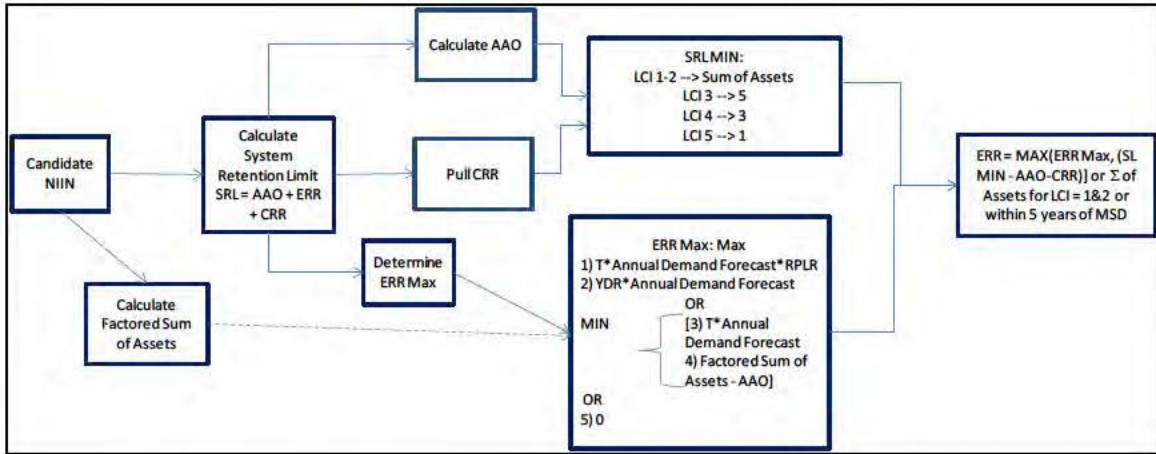 Candidate
NIIN
Calculate
Factored Sum
of Assets
Calculate
System
Retention Limit
SRL = AAO + ERR
+ CRR
Calculate AAO
Pull CRR
Determine
ERR Max
SRL MIN:
LCI 1-2 --> Sum of Assets
LCI 3 --> 5
LCI 4 --> 3
LCI 5 --> 1
ERR Max: Max
1) T*Annual Demand Forecast*RPLR
2) YDR*Annual Demand Forecast
OR
MIN
[3) T*Annual
Demand Forecast
4) Factored Sum of
Assets - AAO]
OR
5) 0
ERR = MAX(ERR Max, (SL
MIN - AAO-CRR)] or Σ of
Assets for LCI = 1&2 or
within 5 years of MSD